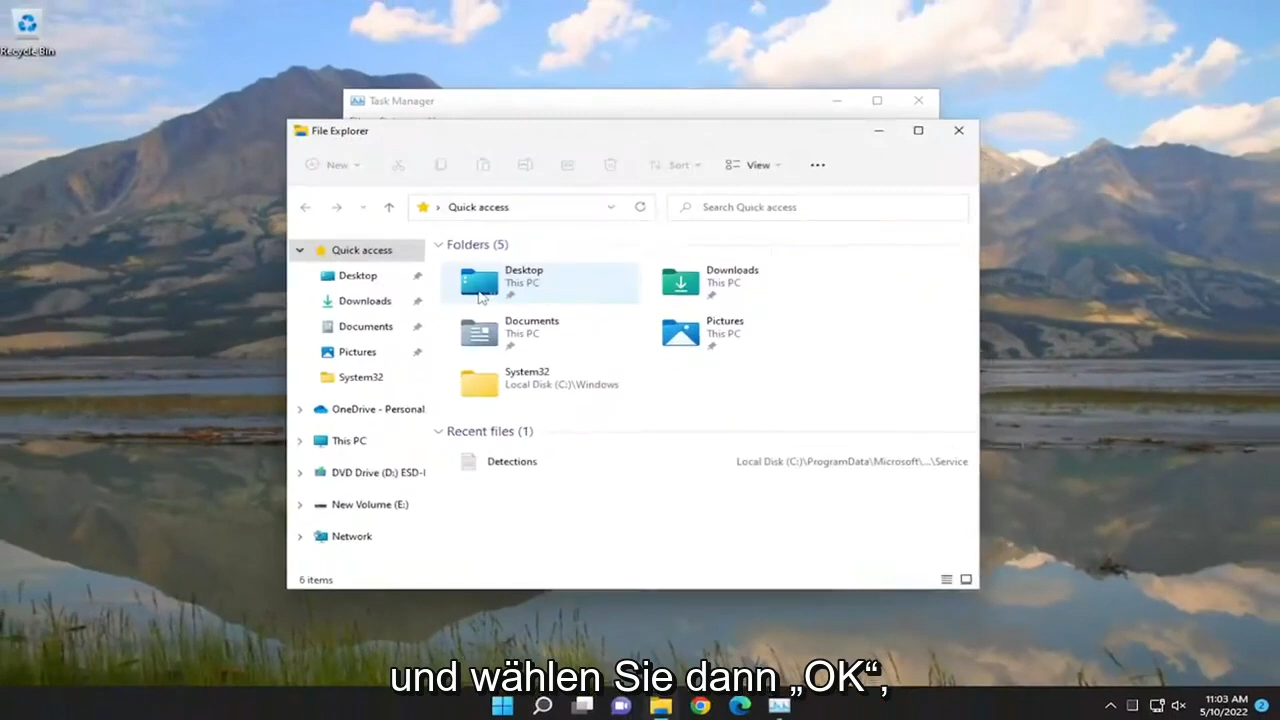 Recycle Bin
Task Manager
File Explorer
New
Sort
View
Quick access
Search Quick access
Quick access
Desktop
Downloads
Documents
Pictures
System32
OneDrive - Personal
This PC
DVD Drive (D:) ESD-I
New Volume (E:)
Network
Folders (5)
Desktop
This PC
Downloads
This PC
Documents
This PC
Pictures
This PC
System32
Local Disk (C:)\Windows
Recent files (1)
Detections
Local Disk (C:)\ProgramData\Microsoft\...\Service
6 items
und wählen Sie dann „OK“,
11:03 AM
5/10/2022
2